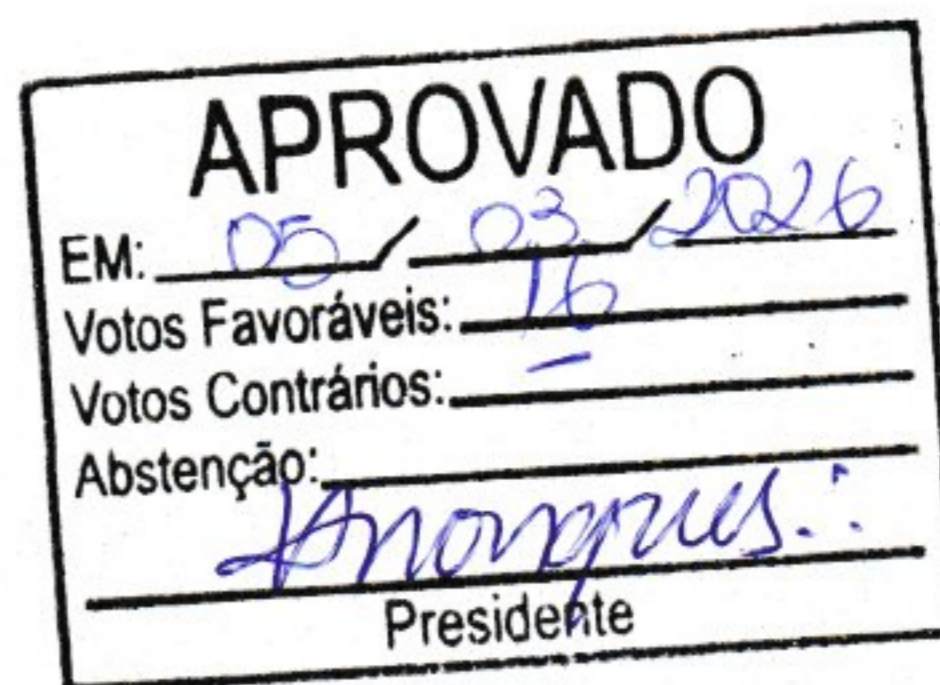 APROVADO
EM: 05 / 03 / 2026
Votos Favoráveis: 16
Votos Contrários: -
Abstenção:
Presidente